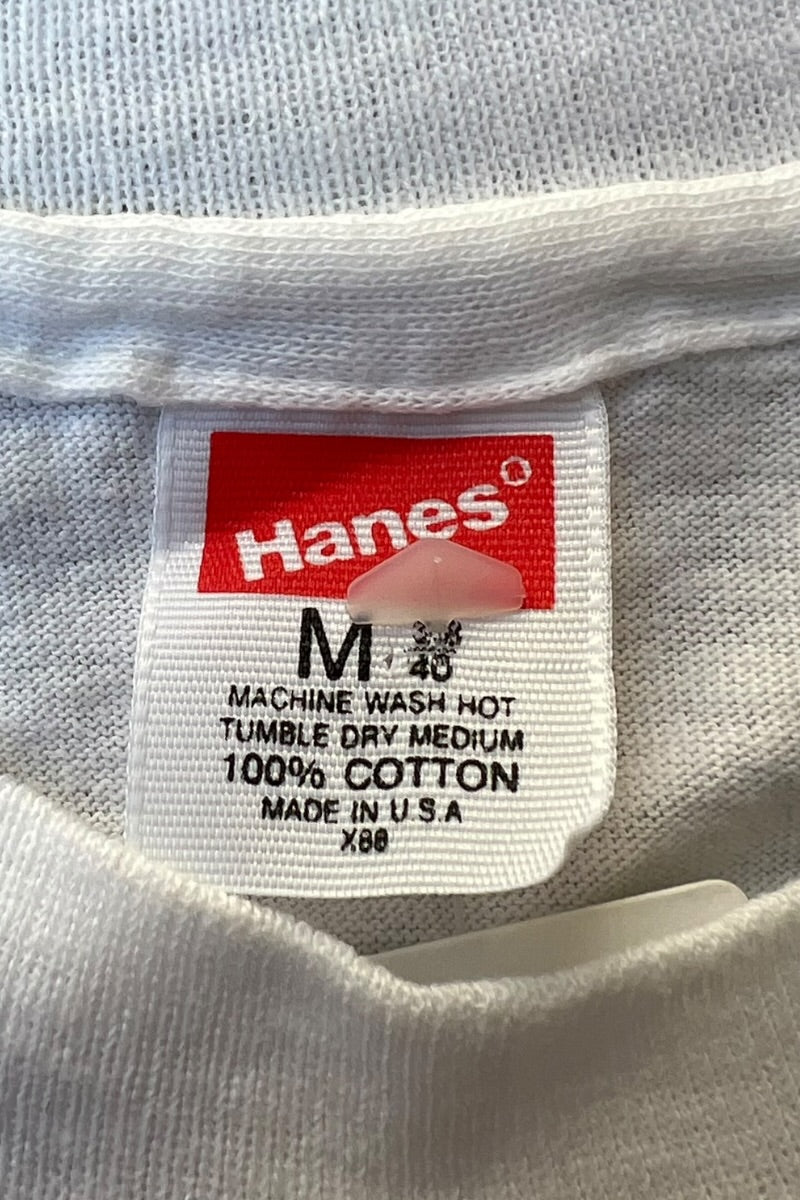 Hanes®
M 38
40
MACHINE WASH HOT
TUMBLE DRY MEDIUM
100% COTTON
MADE IN U.S.A
X88